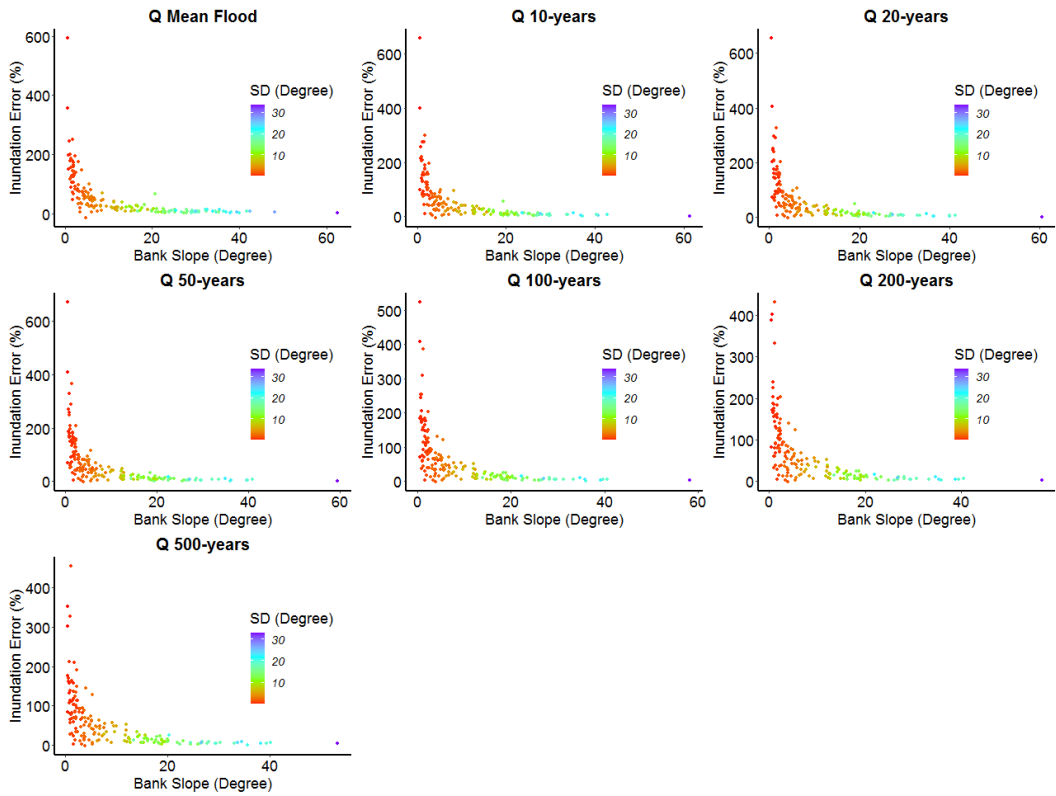 Q Mean Flood
Inundation Error (%)
600
400
200
0
SD (Degree)
30
20
10
0 20 40 60
Bank Slope (Degree)
Q 10-years
Inundation Error (%)
600
400
200
0
SD (Degree)
30
20
10
0 20 40 60
Bank Slope (Degree)
Q 20-years
Inundation Error (%)
600
400
200
0
SD (Degree)
30
20
10
0 20 40 60
Bank Slope (Degree)
Q 50-years
Inundation Error (%)
600
400
200
0
SD (Degree)
30
20
10
0 20 40 60
Bank Slope (Degree)
Q 100-years
Inundation Error (%)
500
400
300
200
100
0
SD (Degree)
30
20
10
0 20 40 60
Bank Slope (Degree)
Q 200-years
Inundation Error (%)
400
300
200
100
0
SD (Degree)
30
20
10
0 20 40
Bank Slope (Degree)
Q 500-years
Inundation Error (%)
400
300
200
100
0
SD (Degree)
30
20
10
0 20 40
Bank Slope (Degree)